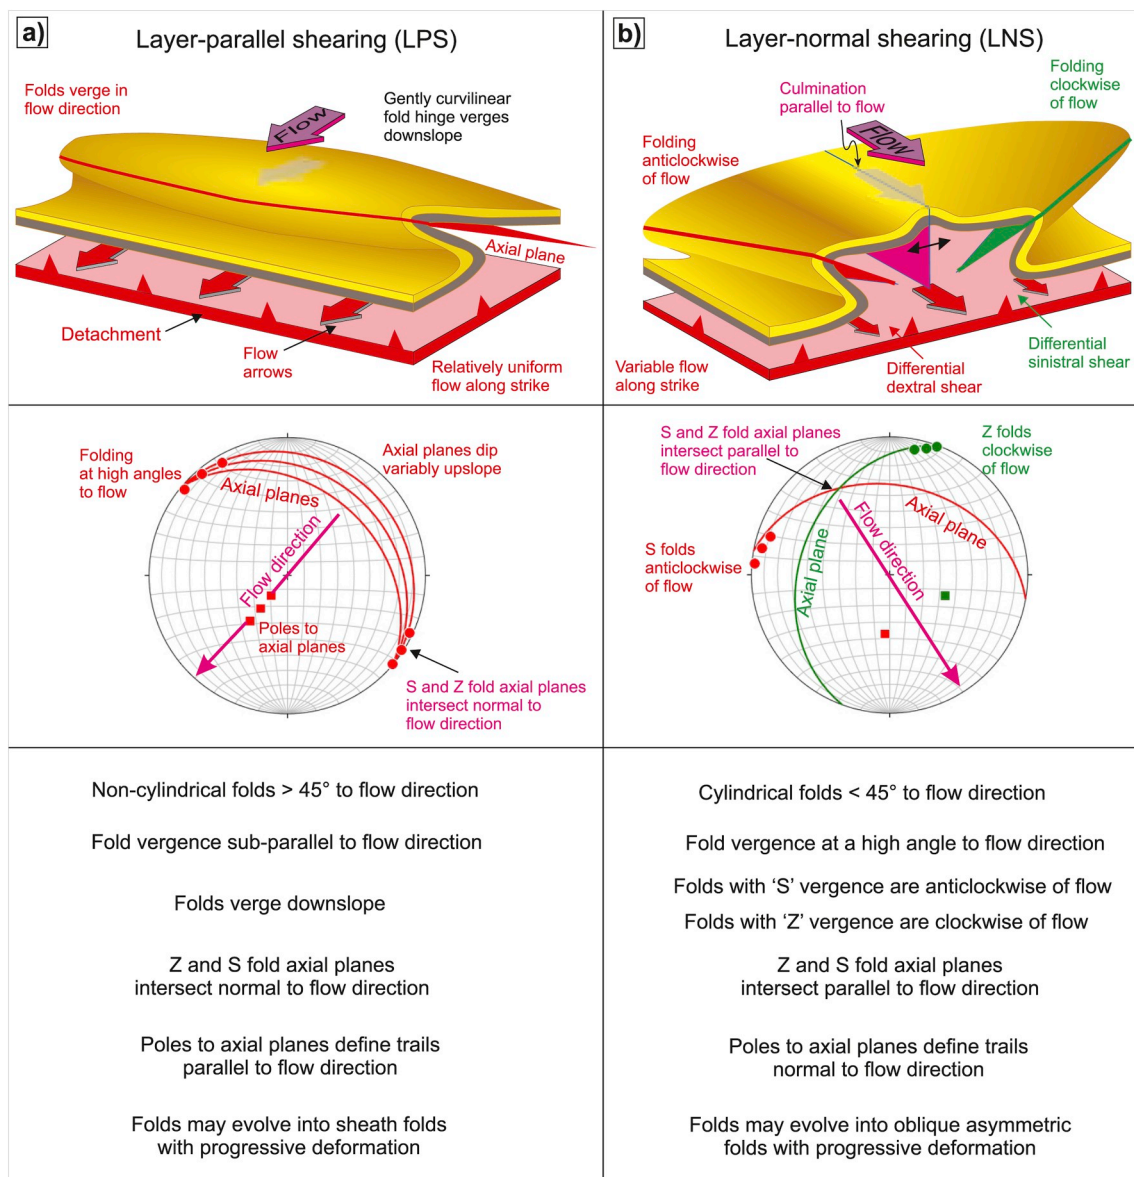 a)
Layer-parallel shearing (LPS)
Folds verge in
flow direction
Flow
Gently curvilinear
fold hinge verges
downslope
Axial plane
Detachment
Flow
arrows
Relatively uniform
flow along strike
b)
Layer-normal shearing (LNS)
Culmination
parallel to flow
Folding
clockwise
of flow
Flow
Folding
anticlockwise
of flow
Variable flow
along strike
Differential
dextral shear
Differential
sinistral shear
Folding
at high angles
to flow
Axial planes dip
variably upslope
Axial planes
Flow direction
Poles to
axial planes
S and Z fold axial planes
intersect normal to
flow direction
S and Z fold axial planes
intersect parallel to
flow direction
Z folds
clockwise
of flow
Axial plane
Flow direction
S folds
anticlockwise
of flow
Axial plane
Non-cylindrical folds > 45° to flow direction
Fold vergence sub-parallel to flow direction
Folds verge downslope
Z and S fold axial planes
intersect normal to flow direction
Poles to axial planes define trails
parallel to flow direction
Folds may evolve into sheath folds
with progressive deformation
Cylindrical folds < 45° to flow direction
Fold vergence at a high angle to flow direction
Folds with ‘S’ vergence are anticlockwise of flow
Folds with ‘Z’ vergence are clockwise of flow
Z and S fold axial planes
intersect parallel to flow direction
Poles to axial planes define trails
normal to flow direction
Folds may evolve into oblique asymmetric
folds with progressive deformation